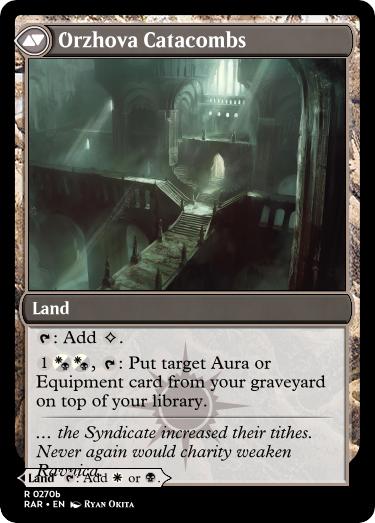 Orzhova Catacombs
Land
: Add .
1 , : Put target Aura or
Equipment card from your graveyard
on top of your library.
… the Syndicate increased their tithes.
Never again would charity weaken
Ravnica.
Land : Add or .
R 0270b
RAR • EN Ryan Okita